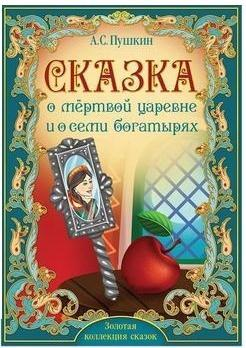 А.С. Пушкин
СКАЗКА
о мёртвой царевне
и о семи богатырях
Золотая
коллекция сказок